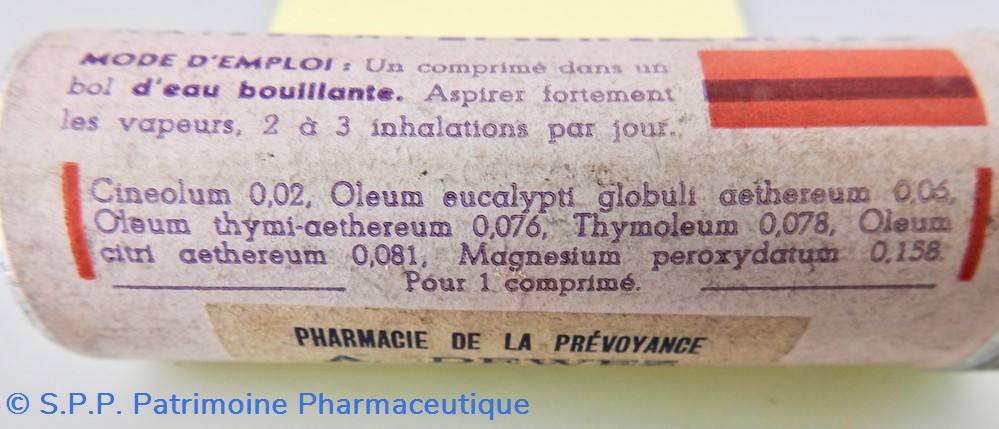 MODE D'EMPLOI : Un comprimé dans un
bol d'eau bouillante. Aspirer fortement
les vapeurs, 2 à 3 inhalations par jour.
Cineolum 0,02, Oleum eucalypti globuli aethereum 0,06,
Oleum thymi-aethereum 0,076, Thymoleum 0,078, Oleum
citri aethereum 0,081, Magnesium peroxydatum 0,158.
Pour 1 comprimé.
PHARMACIE DE LA PRÉVOYANCE
© S.P.P. Patrimoine Pharmaceutique